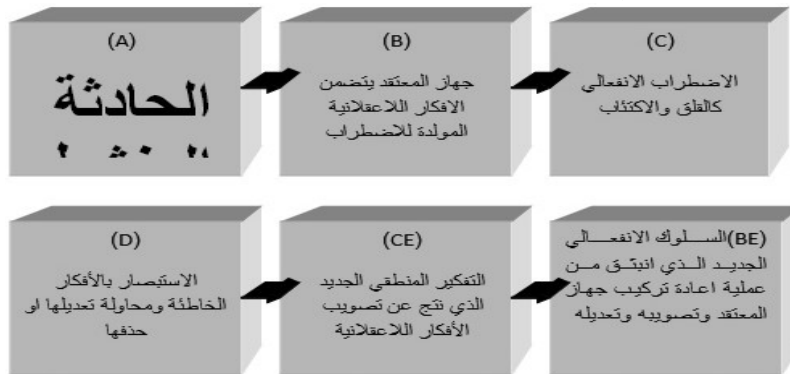 (A)
الحادثة
(B)
جهاز المعتقد يتضمن
الافكار اللاعقلانية
المولدة للاضطراب
(C)
الاضطراب الانفعالي
كالقلق والاكتئاب
(D)
الاستبصار بالأفكار
الخاطئة ومحاولة تعديلها او
حذفها
(CE)
التفكير المنطقي الجديد
الذي نتج عن تصويب
الأفكار اللاعقلانية
(BE)السلوك الانفعالي
الجديد الذي انبثق من
عملية اعادة تركيب جهاز
المعتقد وتصويبه وتعديله